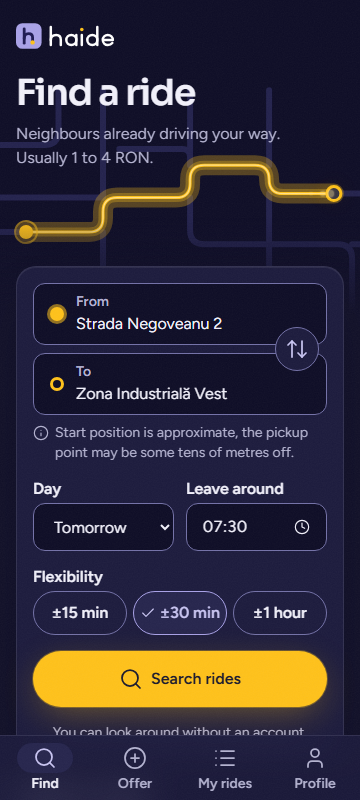 haide
Find a ride
Neighbours already driving your way.
Usually 1 to 4 RON.
From
Strada Negoveanu 2
To
Zona Industrială Vest
Start position is approximate, the pickup
point may be some tens of metres off.
Day
Leave around
Tomorrow
07:30
Flexibility
±15 min
±30 min
±1 hour
Search rides
You can look around without an account
Find
Offer
My rides
Profile